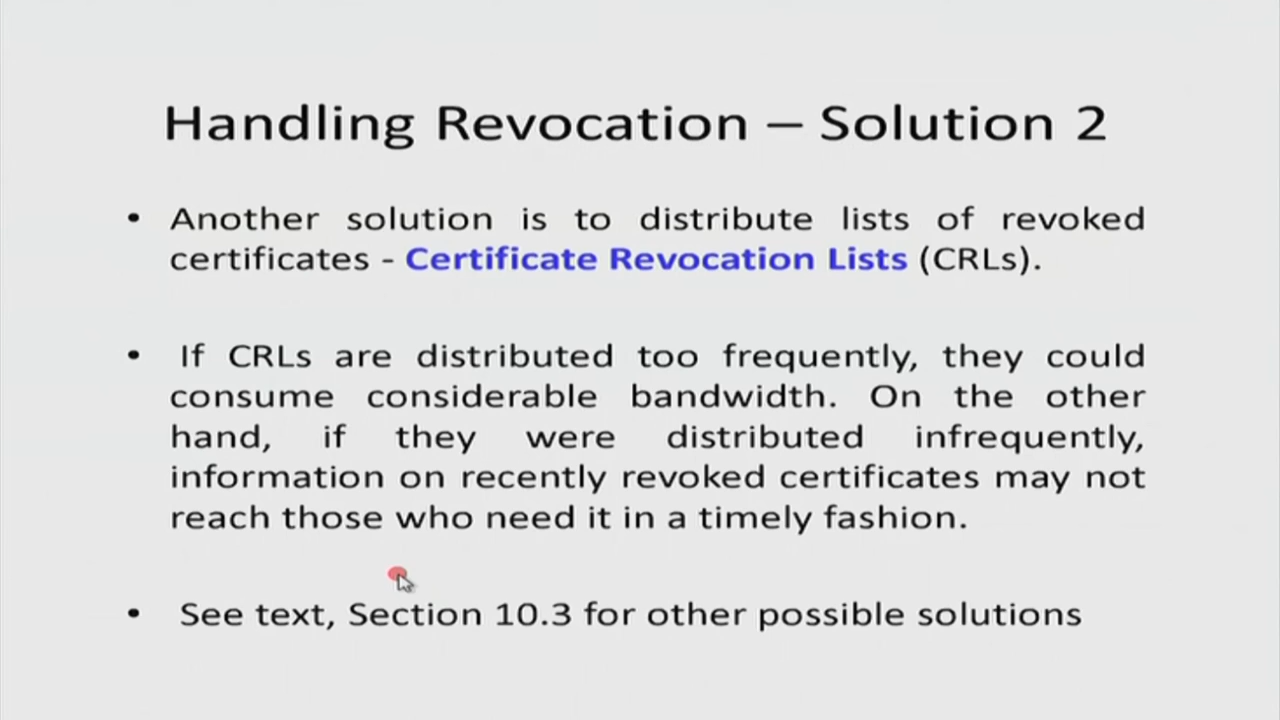 Handling Revocation – Solution 2
• Another solution is to distribute lists of revoked
certificates - Certificate Revocation Lists (CRLs).
• If CRLs are distributed too frequently, they could
consume considerable bandwidth. On the other
hand, if they were distributed infrequently,
information on recently revoked certificates may not
reach those who need it in a timely fashion.
• See text, Section 10.3 for other possible solutions